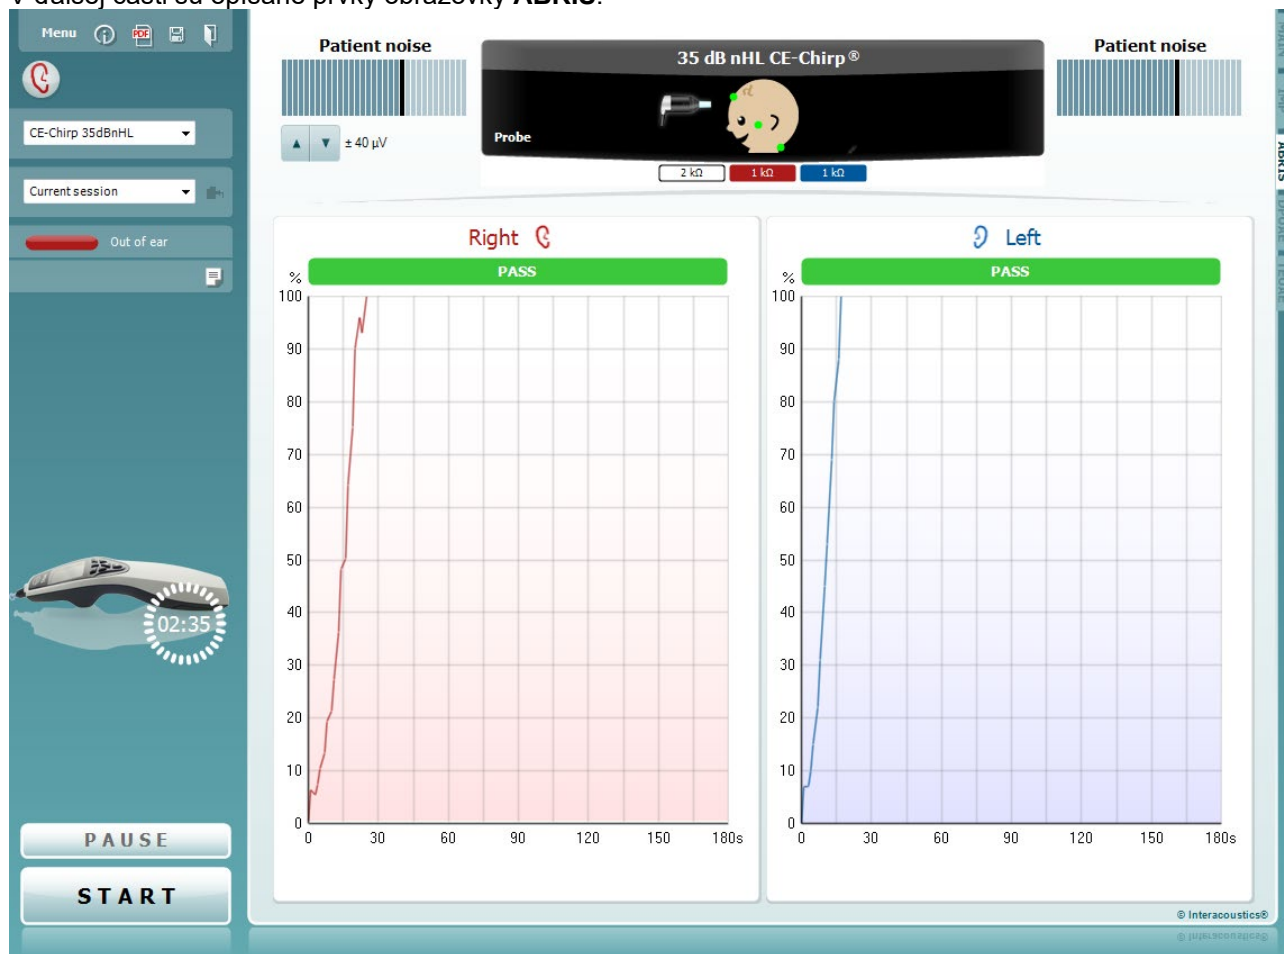 V ďalšej časti sú opísané prvky obrazovky ABRIS.
Menu
PDF
CE-Chirp 35dBnHL
Current session
Out of ear
02:35
PAUSE
START
Patient noise
± 40 µV
35 dB nHL CE-Chirp®
Probe
2 kΩ 1 kΩ 1 kΩ
Patient noise
ABRIS
Right
PASS
%
100
90
80
70
60
50
40
30
20
10
0
0 30 60 90 120 150 180s
Left
PASS
%
100
90
80
70
60
50
40
30
20
10
0
0 30 60 90 120 150 180s
© Interacoustics®